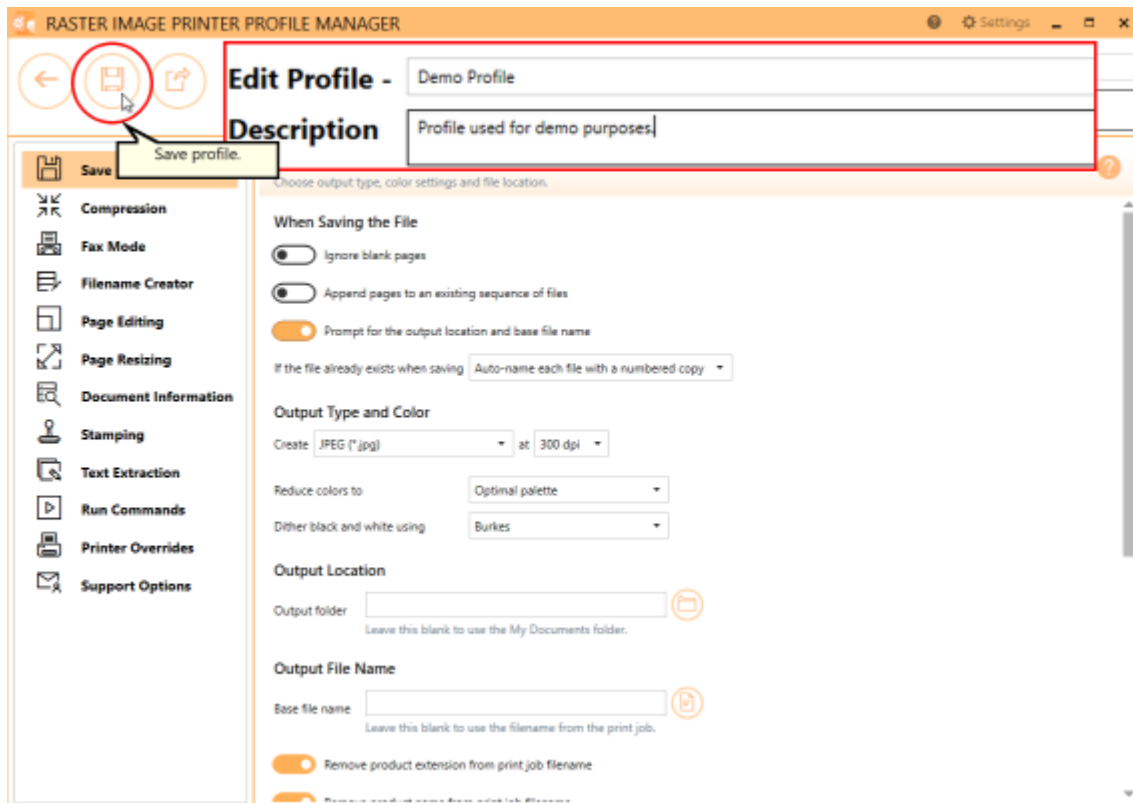 RASTER IMAGE PRINTER PROFILE MANAGER
Settings
Edit Profile - Demo Profile
Description Profile used for demo purposes.
Save profile.
Save
Choose output type, color settings and file location.
Compression
Fax Mode
Filename Creator
Page Editing
Page Resizing
Document Information
Stamping
Text Extraction
Run Commands
Printer Overrides
Support Options
When Saving the File
Ignore blank pages
Append pages to an existing sequence of files
Prompt for the output location and base file name
If the file already exists when saving Auto-name each file with a numbered copy
Output Type and Color
Create JPEG (*.jpg) at 300 dpi
Reduce colors to Optimal palette
Dither black and white using Burkes
Output Location
Output folder
Leave this blank to use the My Documents folder.
Output File Name
Base file name
Leave this blank to use the filename from the print job.
Remove product extension from print job filename
Remove product name from print job filename